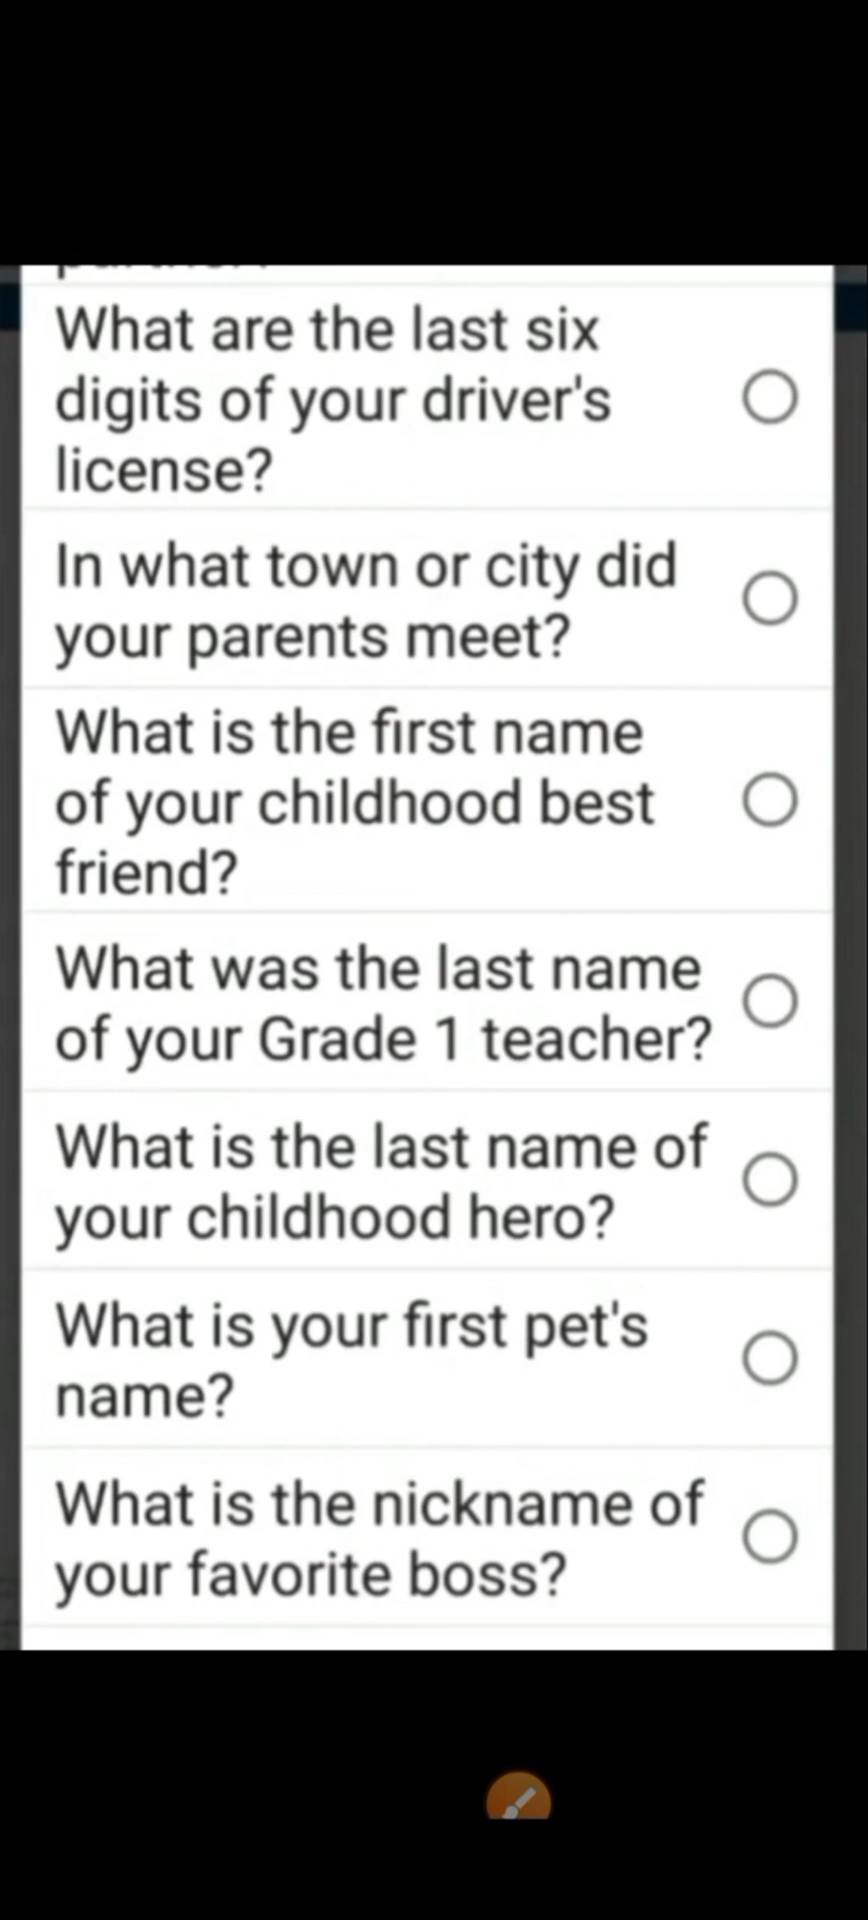 What are the last six
digits of your driver's
license?
In what town or city did
your parents meet?
What is the first name
of your childhood best
friend?
What was the last name
of your Grade 1 teacher?
What is the last name of
your childhood hero?
What is your first pet's
name?
What is the nickname of
your favorite boss?